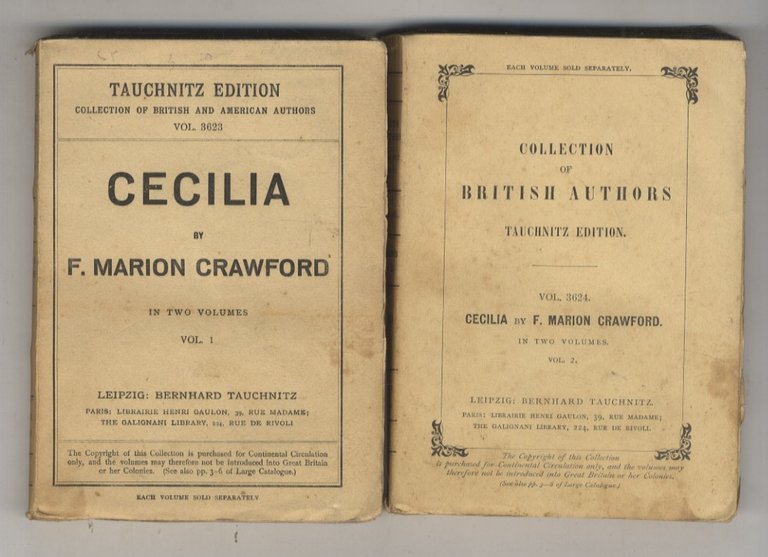 TAUCHNITZ EDITION
COLLECTION OF BRITISH AND AMERICAN AUTHORS
VOL. 3623
CECILIA
BY
F. MARION CRAWFORD
IN TWO VOLUMES
VOL. 1
LEIPZIG: BERNHARD TAUCHNITZ
PARIS: LIBRAIRIE HENRI GAULON, 39, RUE MADAME;
THE GALIGNANI LIBRARY, 224, RUE DE RIVOLI
The Copyright of this Collection is purchased for Continental Circulation
only, and the volumes may therefore not be introduced into Great Britain
or her Colonies. (See also pp. 3-6 of Large Catalogue.)
EACH VOLUME SOLD SEPARATELY
EACH VOLUME SOLD SEPARATELY.
COLLECTION
OF
BRITISH AUTHORS
TAUCHNITZ EDITION.
VOL. 3624.
CECILIA BY F. MARION CRAWFORD.
IN TWO VOLUMES.
VOL. 2.
LEIPZIG: BERNHARD TAUCHNITZ.
PARIS: LIBRAIRIE HENRI GAULON, 39, RUE MADAME;
THE GALIGNANI LIBRARY, 224, RUE DE RIVOLI.
The Copyright of this Collection
is purchased for Continental Circulation only, and the volumes may
therefore not be introduced into Great Britain or her Colonies.
(See also pp. 3-6 of Large Catalogue.)